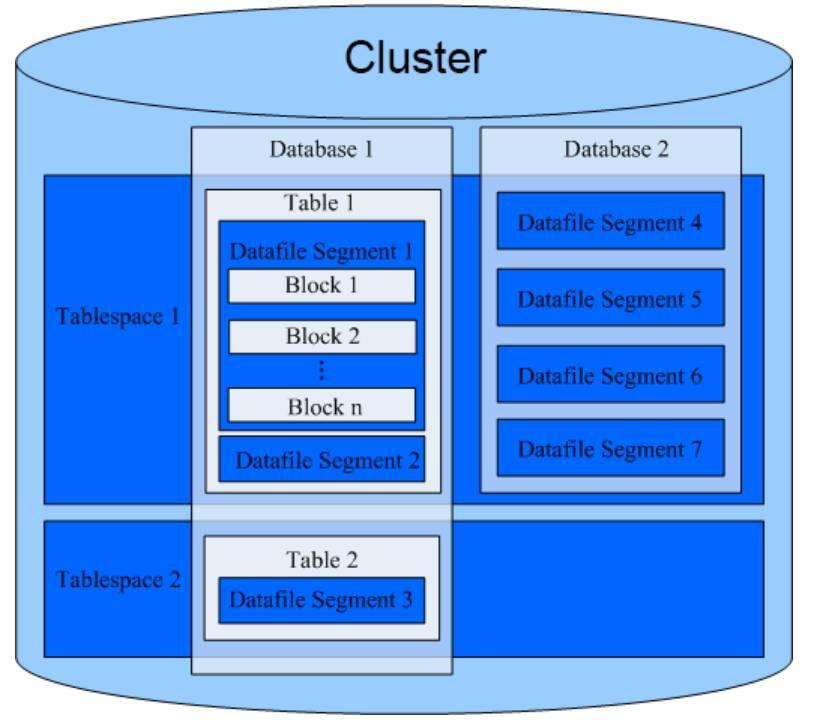 Cluster
Database 1
Database 2
Tablespace 1
Table 1
Datafile Segment 1
Block 1
Block 2
⋮
Block n
Datafile Segment 2
Datafile Segment 4
Datafile Segment 5
Datafile Segment 6
Datafile Segment 7
Tablespace 2
Table 2
Datafile Segment 3